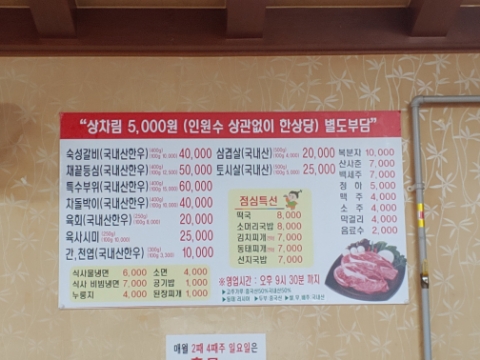 “상차림 5,000원 (인원수 상관없이 한상당) 별도부담”
숙성갈비(국내산한우) 40,000
채끝등심(국내산한우) 50,000
특수부위(국내산한우) 60,000
차돌박이(국내산한우) 40,000
육회(국내산한우) 20,000
육사시미 25,000
간,천엽(국내산한우) 10,000
삼겹살(국내산) 20,000
토시살(국내산) 25,000
점심특선
떡국 8,000
소머리국밥 8,000
김치찌개 7,000
동태찌개 7,000
선지국밥 7,000
복분자 10,000
산사춘 7,000
백세주 7,000
청하 5,000
맥주 4,000
소주 4,000
막걸리 4,000
음료수 2,000
식사물냉면 6,000 소면 4,000
식사 비빔냉면 7,000 공기밥 1,000
누룽지 4,000 된장찌개 1,000
※영업시간 : 오후 9시 30분 까지
매월 2째 4째주 일요일은